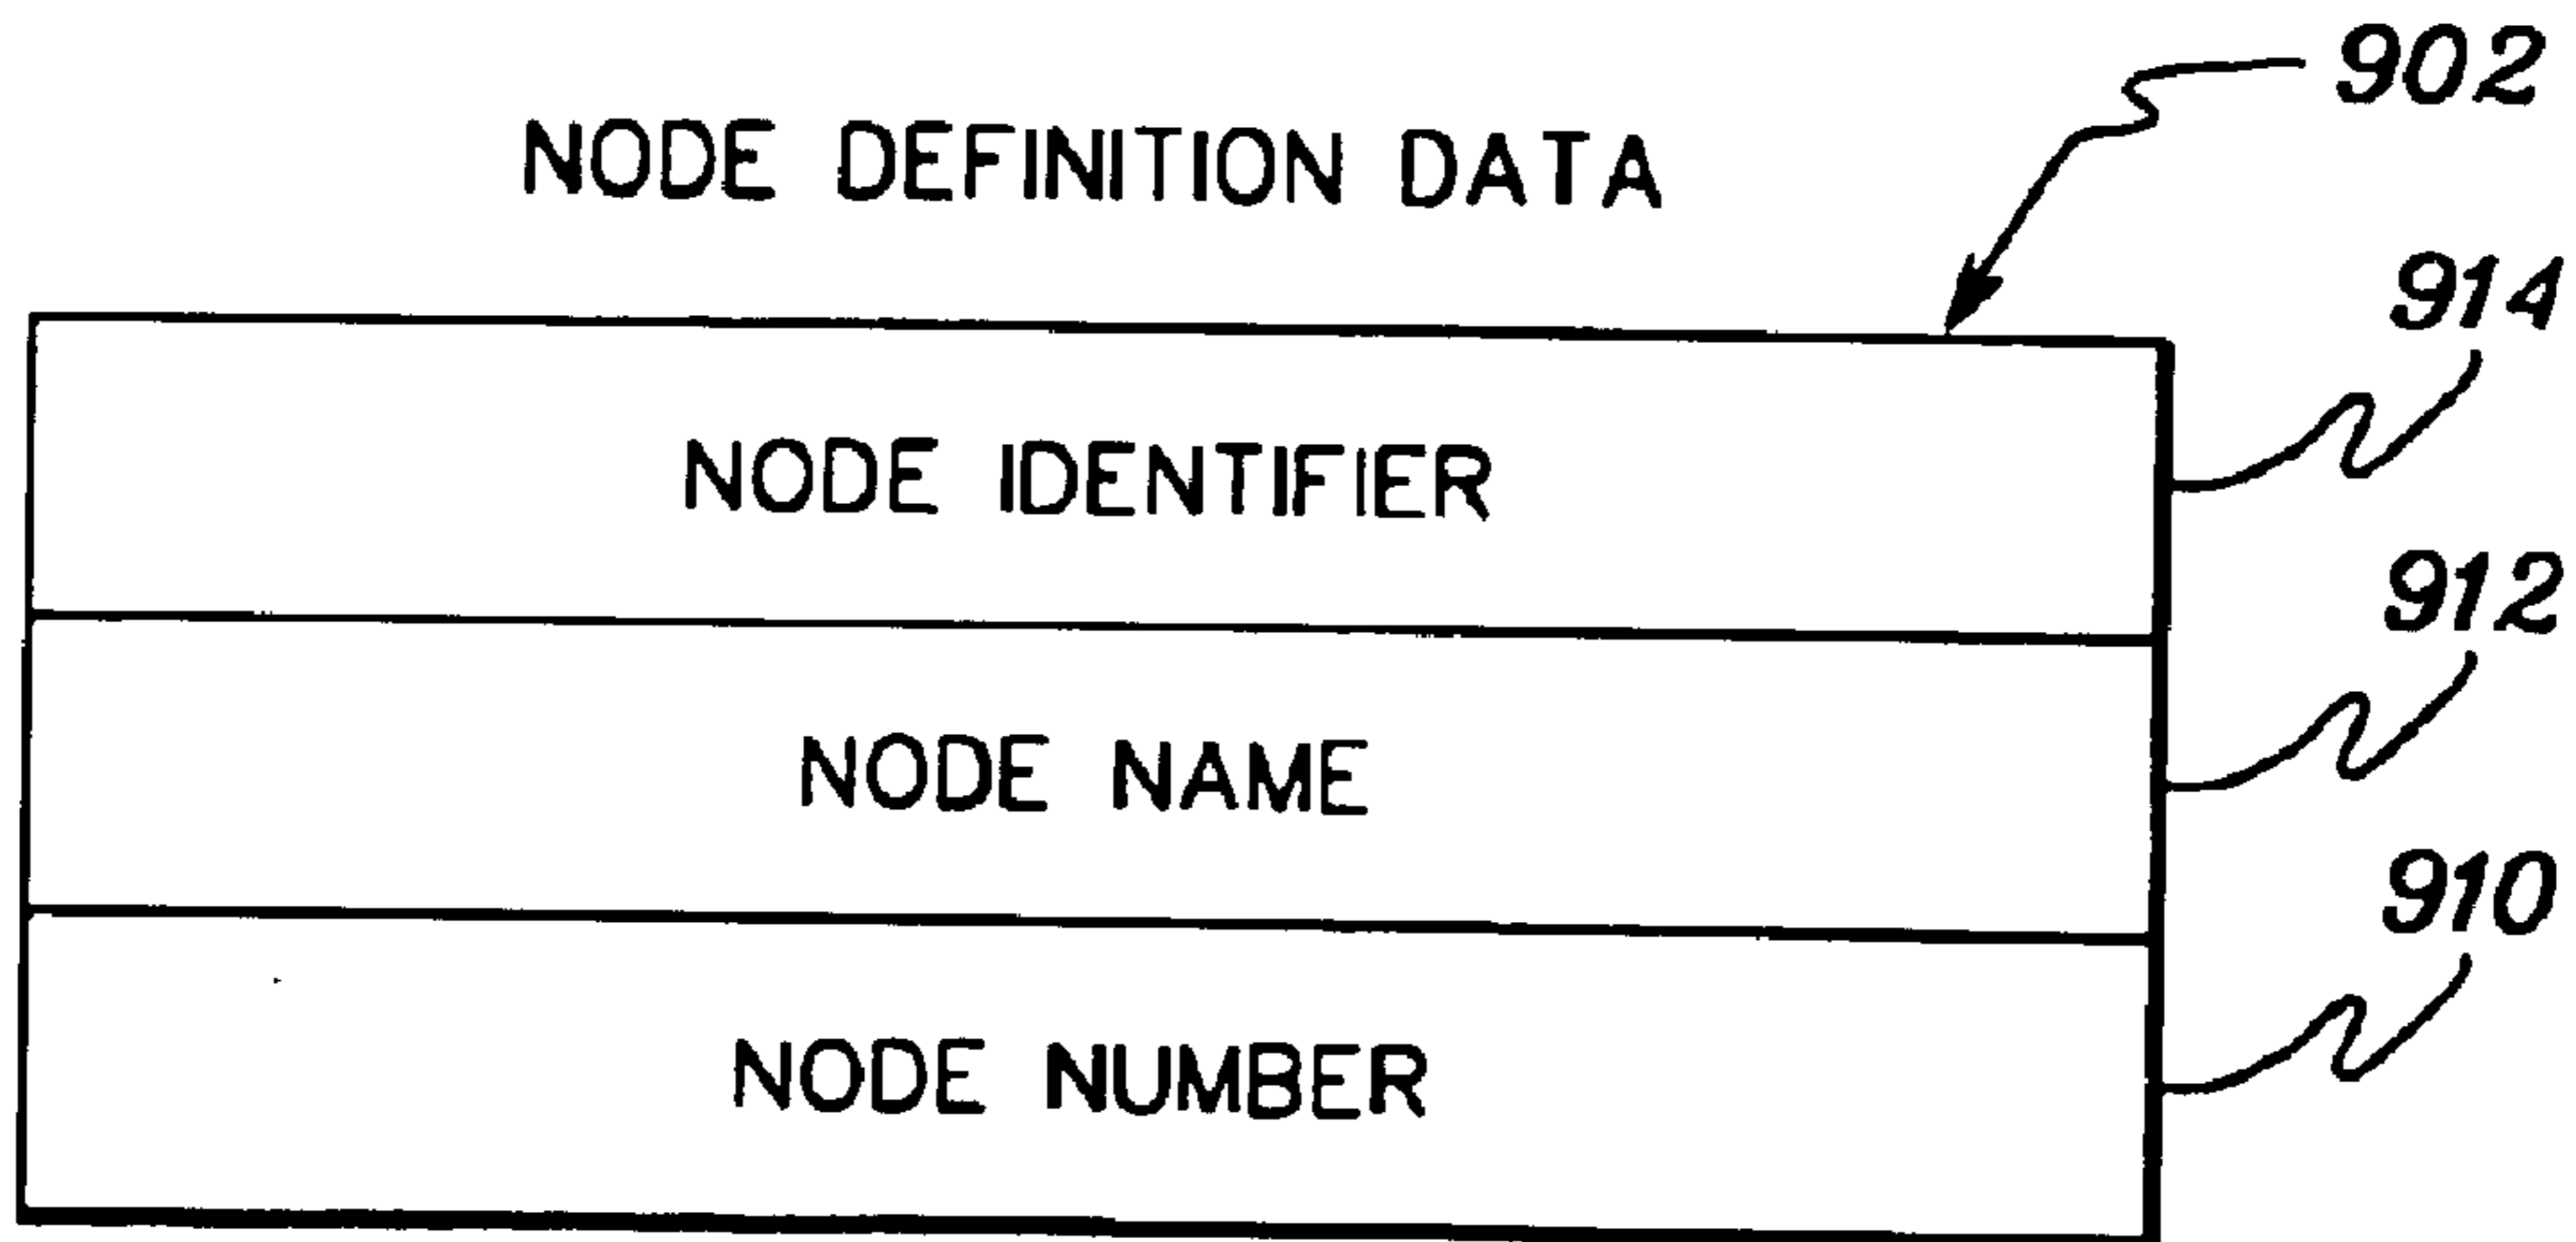 902
NODE DEFINITION DATA
914
NODE IDENTIFIER
912
NODE NAME
910
NODE NUMBER